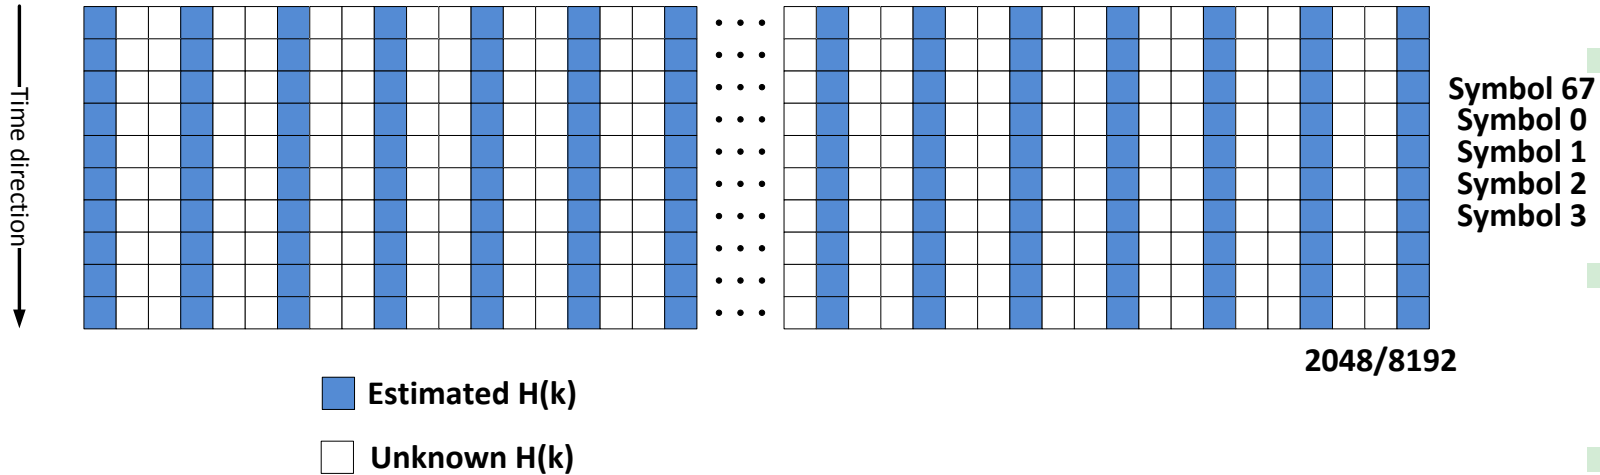 Time direction
Symbol 67
Symbol 0
Symbol 1
Symbol 2
Symbol 3
2048/8192
Estimated H(k)
Unknown H(k)